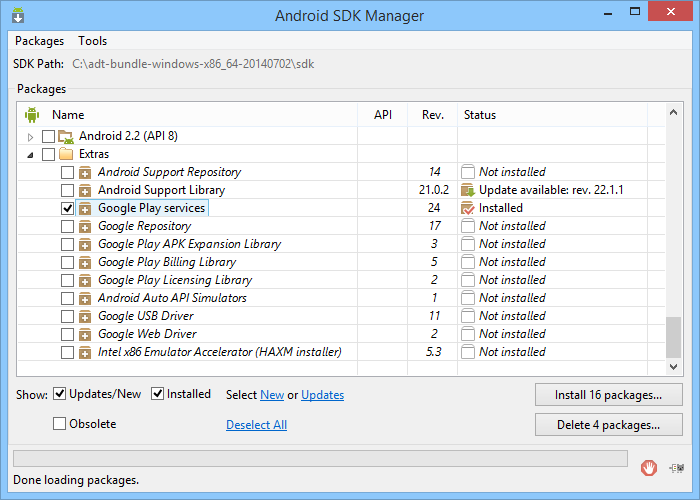 Android SDK Manager
Packages Tools
SDK Path: C:\adt-bundle-windows-x86_64-20140702\sdk
Packages
Name API Rev. Status
Android 2.2 (API 8)
Extras
Android Support Repository 14 Not installed
Android Support Library 21.0.2 Update available: rev. 22.1.1
Google Play services 24 Installed
Google Repository 17 Not installed
Google Play APK Expansion Library 3 Not installed
Google Play Billing Library 5 Not installed
Google Play Licensing Library 2 Not installed
Android Auto API Simulators 1 Not installed
Google USB Driver 11 Not installed
Google Web Driver 2 Not installed
Intel x86 Emulator Accelerator (HAXM installer) 5.3 Not installed
Show: Updates/New Installed Select New or Updates Install 16 packages...
Obsolete Deselect All Delete 4 packages...
Done loading packages.